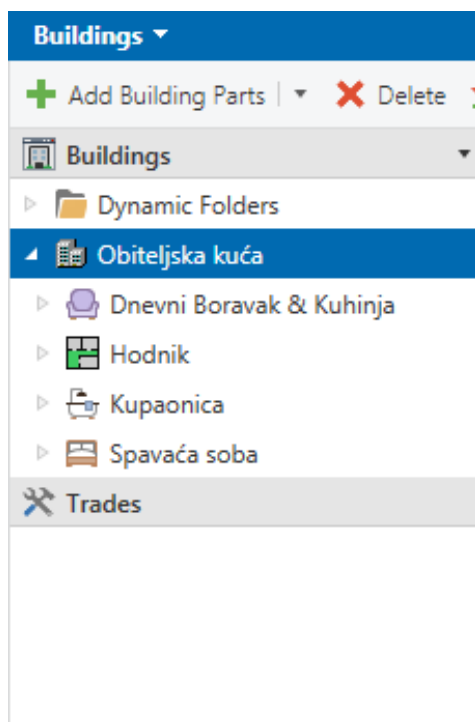 Buildings
Add Building Parts Delete
Buildings
Dynamic Folders
Obiteljska kuća
Dnevni Boravak & Kuhinja
Hodnik
Kupaonica
Spavaća soba
Trades